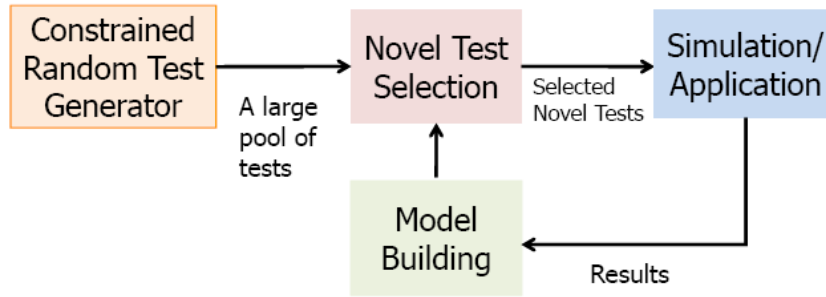 Constrained
Random Test
Generator
A large
pool of
tests
Novel Test
Selection
Selected
Novel Tests
Simulation/
Application
Model
Building
Results